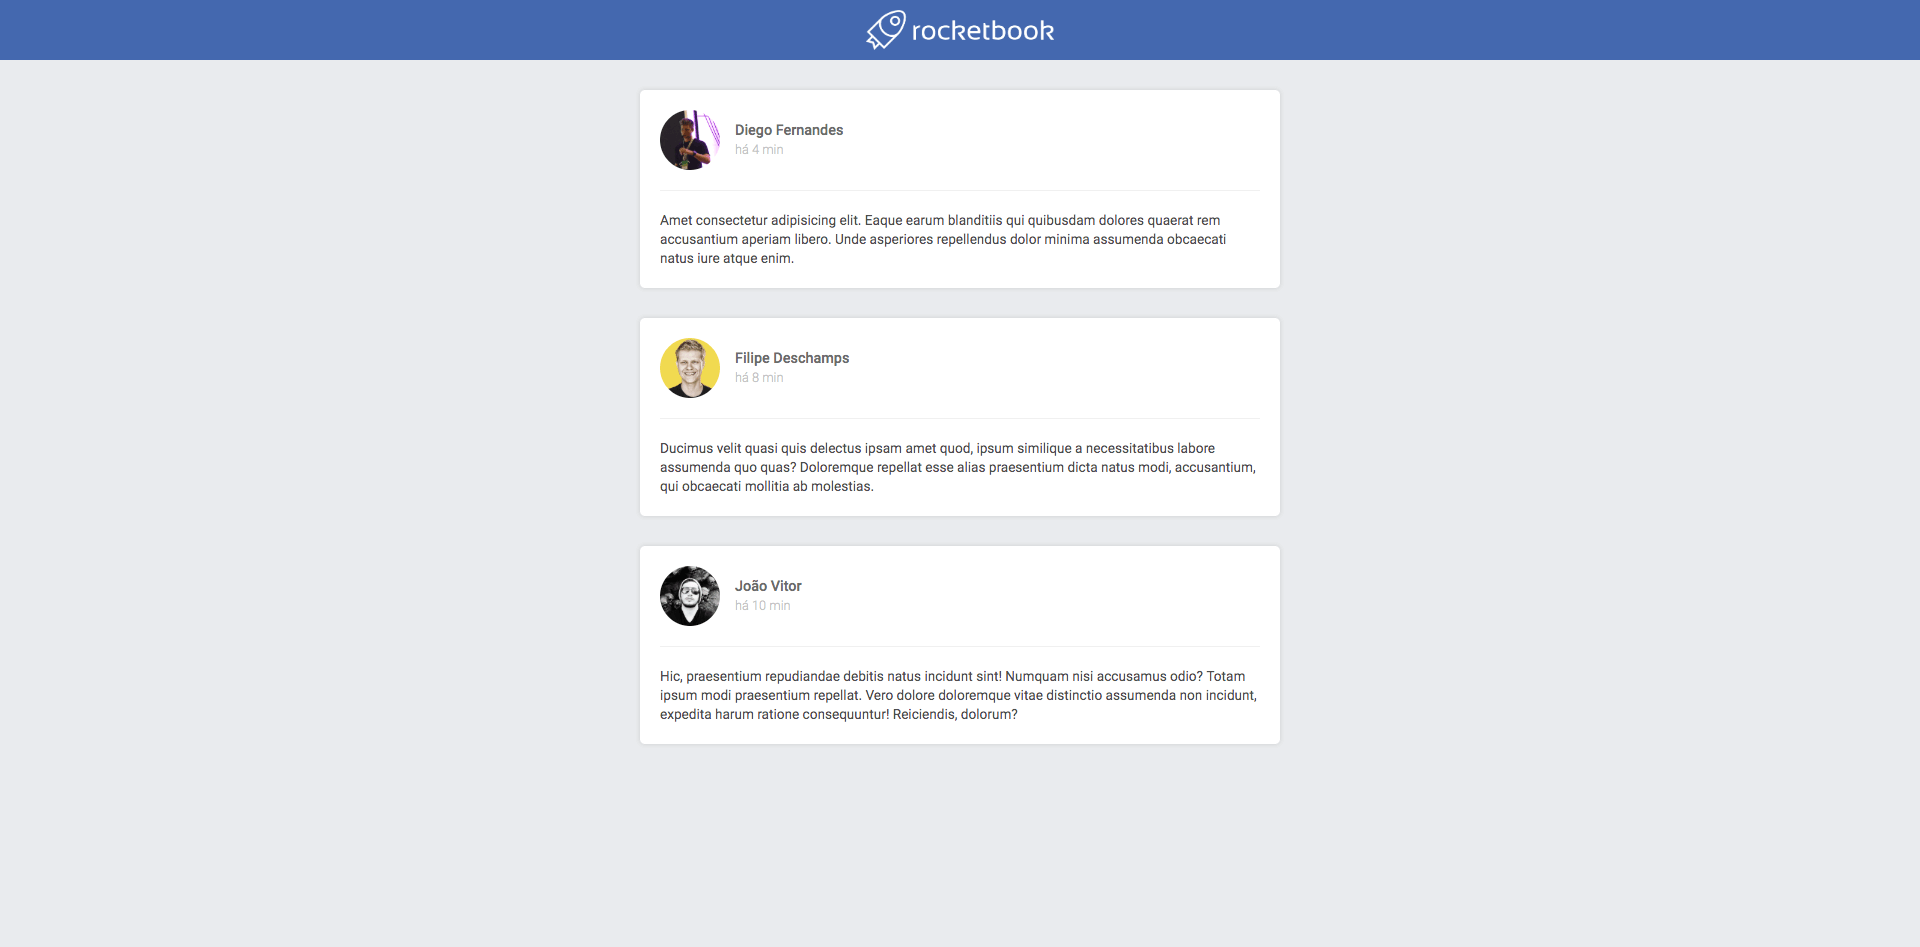 rocketbook
Diego Fernandes
há 4 min
Amet consectetur adipisicing elit. Eaque earum blanditiis qui quibusdam dolores quaerat rem
accusantium aperiam libero. Unde asperiores repellendus dolor minima assumenda obcaecati
natus iure atque enim.
Filipe Deschamps
há 8 min
Ducimus velit quasi quis delectus ipsam amet quod, ipsum similique a necessitatibus labore
assumenda quo quas? Doloremque repellat esse alias praesentium dicta natus modi, accusantium,
qui obcaecati mollitia ab molestias.
João Vitor
há 10 min
Hic, praesentium repudiandae debitis natus incidunt sint! Numquam nisi accusamus odio? Totam
ipsum modi praesentium repellat. Vero dolore doloremque vitae distinctio assumenda non incidunt,
expedita harum ratione consequuntur! Reiciendis, dolorum?